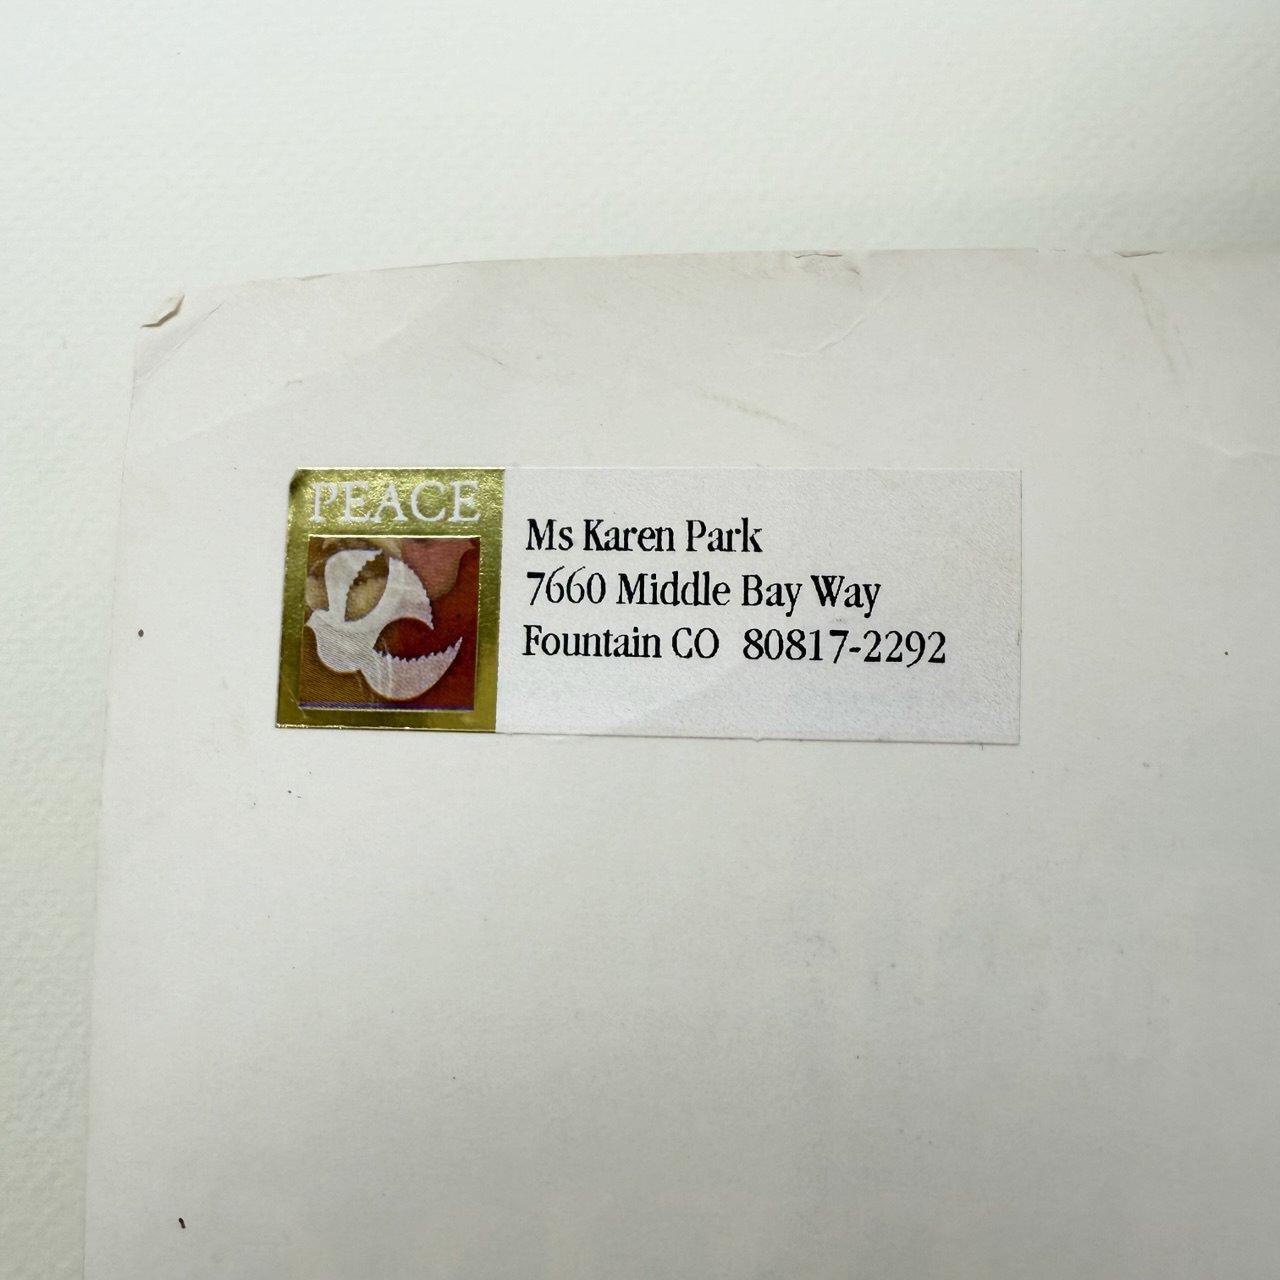 PEACE
Ms Karen Park
7660 Middle Bay Way
Fountain CO 80817-2292